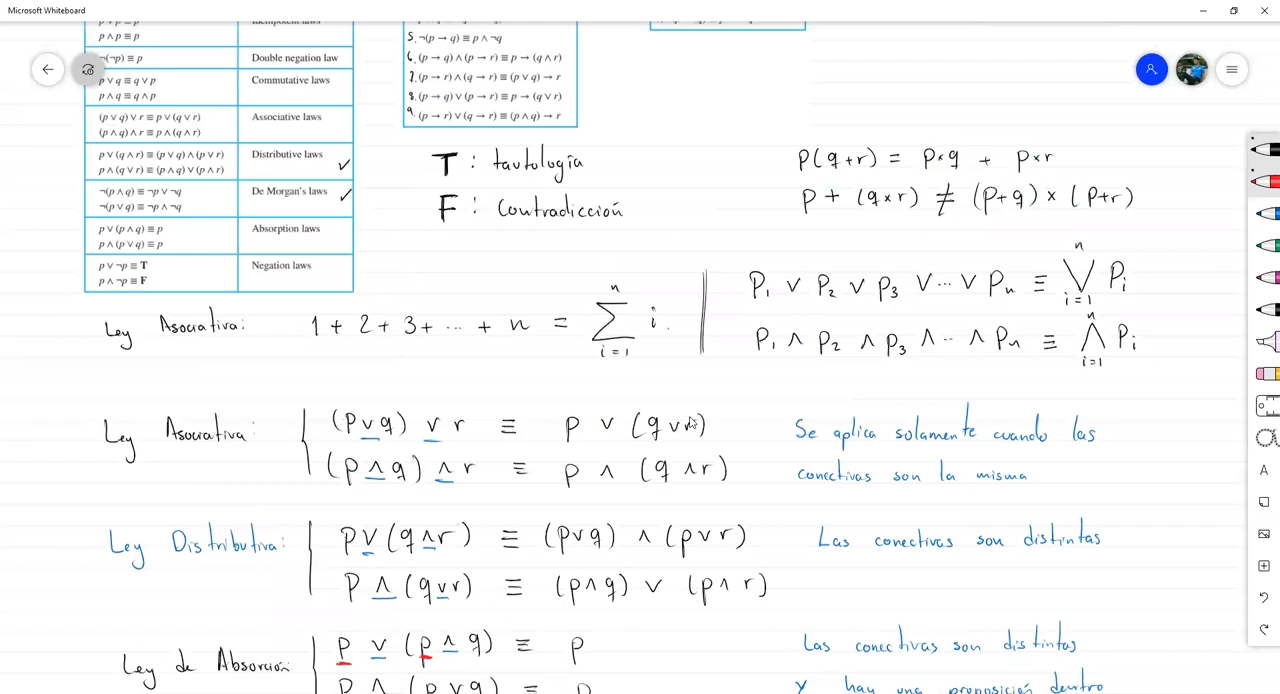 Microsoft Whiteboard
p ∧ p ≡ p
¬(¬p) ≡ p
Double negation law
p ∨ q ≡ q ∨ p
p ∧ q ≡ q ∧ p
Commutative laws
(p ∨ q) ∨ r ≡ p ∨ (q ∨ r)
(p ∧ q) ∧ r ≡ p ∧ (q ∧ r)
Associative laws
p ∨ (q ∧ r) ≡ (p ∨ q) ∧ (p ∨ r)
p ∧ (q ∨ r) ≡ (p ∧ q) ∨ (p ∧ r)
Distributive laws ✓
¬(p ∧ q) ≡ ¬p ∨ ¬q
¬(p ∨ q) ≡ ¬p ∧ ¬q
De Morgan's laws ✓
p ∨ (p ∧ q) ≡ p
p ∧ (p ∨ q) ≡ p
Absorption laws
p ∨ ¬p ≡ T
p ∧ ¬p ≡ F
Negation laws
5. ¬(p → q) ≡ p ∧ ¬q
6. (p → q) ∧ (p → r) ≡ p → (q ∧ r)
7. (p → r) ∧ (q → r) ≡ (p ∨ q) → r
8. (p → q) ∨ (p → r) ≡ p → (q ∨ r)
9. (p → r) ∨ (q → r) ≡ (p ∧ q) → r
T : tautología
F : Contradicción
p(q+r) = p×q + p×r
p + (q×r) ≠ (p+q) × (p+r)
Ley Asociativa: 1 + 2 + 3 + ... + n = ∑ i=1 n i.
P₁ ∨ P₂ ∨ P₃ ∨ ... ∨ Pₙ ≡ ⋁ i=1 n Pᵢ
P₁ ∧ P₂ ∧ P₃ ∧ ... ∧ Pₙ ≡ ⋀ i=1 n Pᵢ
Ley Asociativa:
(p ∨ q) ∨ r ≡ p ∨ (q ∨ r)
(p ∧ q) ∧ r ≡ p ∧ (q ∧ r)
Se aplica solamente cuando las
conectivas son la misma
Ley Distributiva:
p ∨ (q ∧ r) ≡ (p ∨ q) ∧ (p ∨ r)
p ∧ (q ∨ r) ≡ (p ∧ q) ∨ (p ∧ r)
Las conectivas son distintas
Ley de Absorción
p ∨ (p ∧ q) ≡ p
p ∧ (p ∨ q) ≡ p
Las conectivas son distintas
y hay una proposición dentro
A